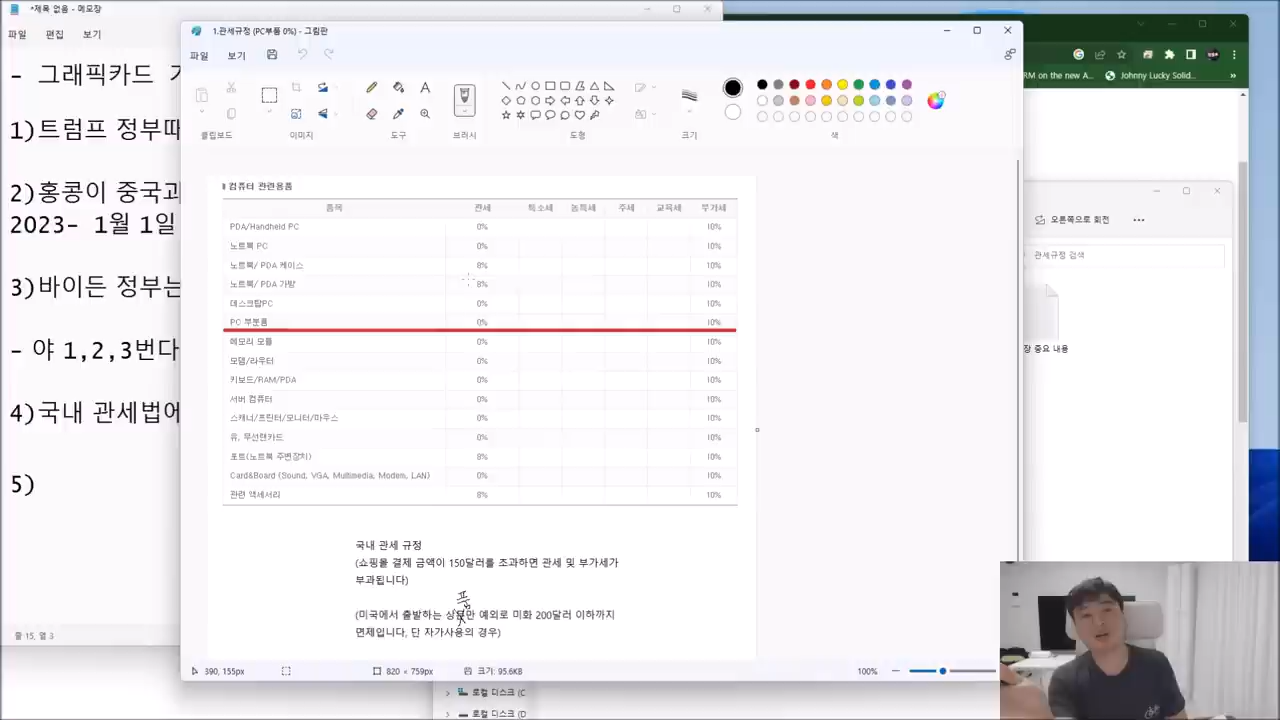 *제목 없음 - 메모장
파일 편집 보기
- 그래픽카드
1)트럼프 정부때
2)홍콩이 중국과
2023- 1월 1일
3)바이든 정부는
- 야 1,2,3번다
4)국내 관세법에
5)
줄 15, 열 3
1.관세규정 (PC부품 0%) - 그림판
파일 보기
클립보드 이미지 도구 브러시 도형 크기 색
컴퓨터 관련용품
품목 관세 특소세 농특세 주세 교육세 부가세
PDA/Handheld PC 0% 10%
노트북 PC 0% 10%
노트북/ PDA 케이스 8% 10%
노트북/ PDA 가방 8% 10%
데스크탑PC 0% 10%
PC 부분품 0% 10%
메모리 모듈 0% 10%
모뎀/라우터 0% 10%
키보드/RAM/PDA 0% 10%
서버 컴퓨터 0% 10%
스캐너/프린터/모니터/마우스 0% 10%
유, 무선랜카드 0% 10%
포트(노트북 주변장치) 8% 10%
Card&Board (Sound, VGA, Multimedia, Modem, LAN) 0% 10%
관련 액세서리 8% 10%
국내 관세 규정
(쇼핑몰 결제 금액이 150달러를 초과하면 관세 및 부가세가
부과됩니다)
품
(미국에서 출발하는 상품만 예외로 미화 200달러 이하까지
면제입니다, 단 자가사용의 경우)
390, 155px 820 × 759px 크기: 95.6KB 100%
RM on the new A... Johnny Lucky Solid... »
오른쪽으로 회전
관세규정 검색
장 중요 내용
로컬 디스크 (C
로컬 디스크 (D